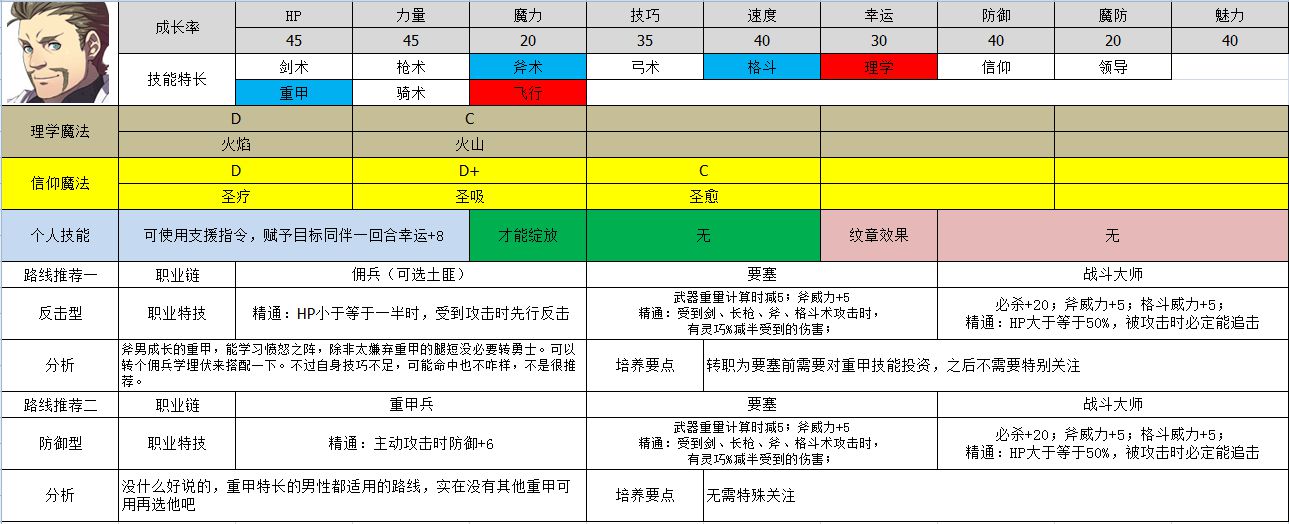 成长率 HP 力量 魔力 技巧 速度 幸运 防御 魔防 魅力
45 45 20 35 40 30 40 20 40
技能特长 剑术 枪术 斧术 弓术 格斗 理学 信仰 领导
重甲 骑术 飞行
理学魔法 D C
火焰 火山
信仰魔法 D D+ C
圣疗 圣吸 圣愈
个人技能 可使用支援指令，赋予目标同伴一回合幸运+8 才能绽放 无 纹章效果 无
路线推荐一 职业链 佣兵（可选土匪） 要塞 战斗大师
反击型 职业特技 精通：HP小于等于一半时，受到攻击时先行反击
武器重量计算时减5；斧威力+5
精通：受到剑、长枪、斧、格斗术攻击时，
有灵巧%减半受到的伤害；
必杀+20；斧威力+5；格斗威力+5；
精通：HP大于等于50%，被攻击时必定能追击
分析
斧男成长的重甲，能学习愤怒之阵，除非太嫌弃重甲的腿短没必要转勇士。可以
转个佣兵学埋伏来搭配一下。不过自身技巧不足，可能命中也不咋样，不是很推
荐。
培养要点 转职为要塞前需要对重甲技能投资，之后不需要特别关注
路线推荐二 职业链 重甲兵 要塞 战斗大师
防御型 职业特技 精通：主动攻击时防御+6
武器重量计算时减5；斧威力+5
精通：受到剑、长枪、斧、格斗术攻击时，
有灵巧%减半受到的伤害；
必杀+20；斧威力+5；格斗威力+5；
精通：HP大于等于50%，被攻击时必定能追击
分析
没什么好说的，重甲特长的男性都适用的路线，实在没有其他重甲可
用再选他吧
培养要点 无需特殊关注